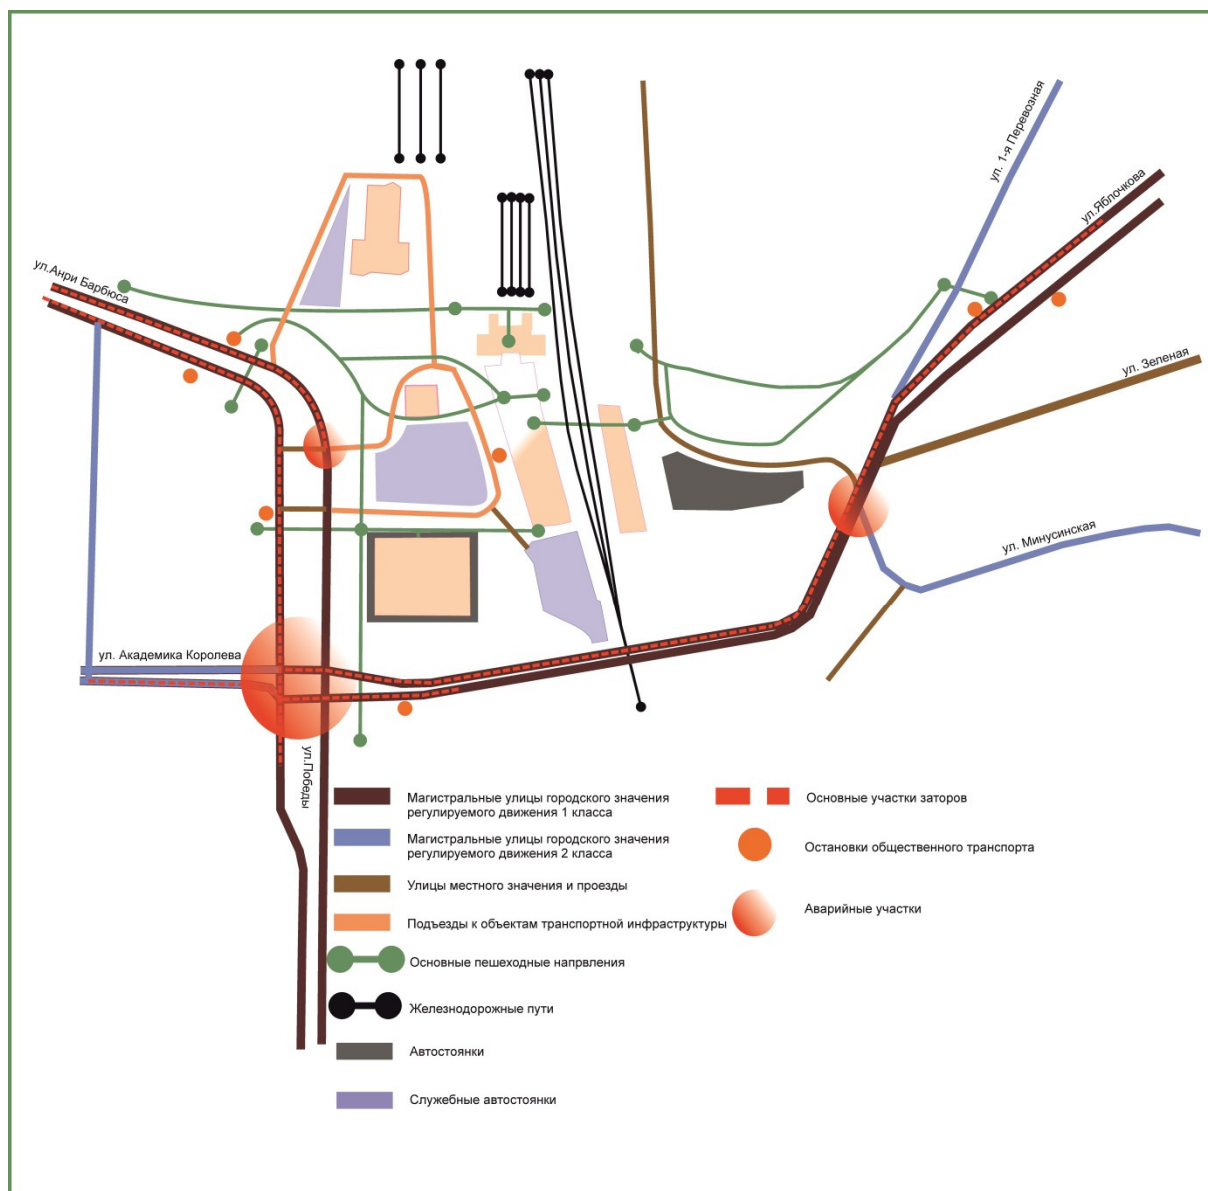 ул. 1-я Перевозная
ул.Яблочкова
ул.Анри Барбюса
ул. Зеленая
ул. Минусинская
ул. Академика Королева
ул.Победы
Магистральные улицы городского значения
регулируемого движения 1 класса
Магистральные улицы городского значения
регулируемого движения 2 класса
Улицы местного значения и проезды
Подъезды к объектам транспортной инфраструктуры
Основные пешеходные напрвления
Железнодорожные пути
Автостоянки
Служебные автостоянки
Основные участки заторов
Остановки общественного транспорта
Аварийные участки